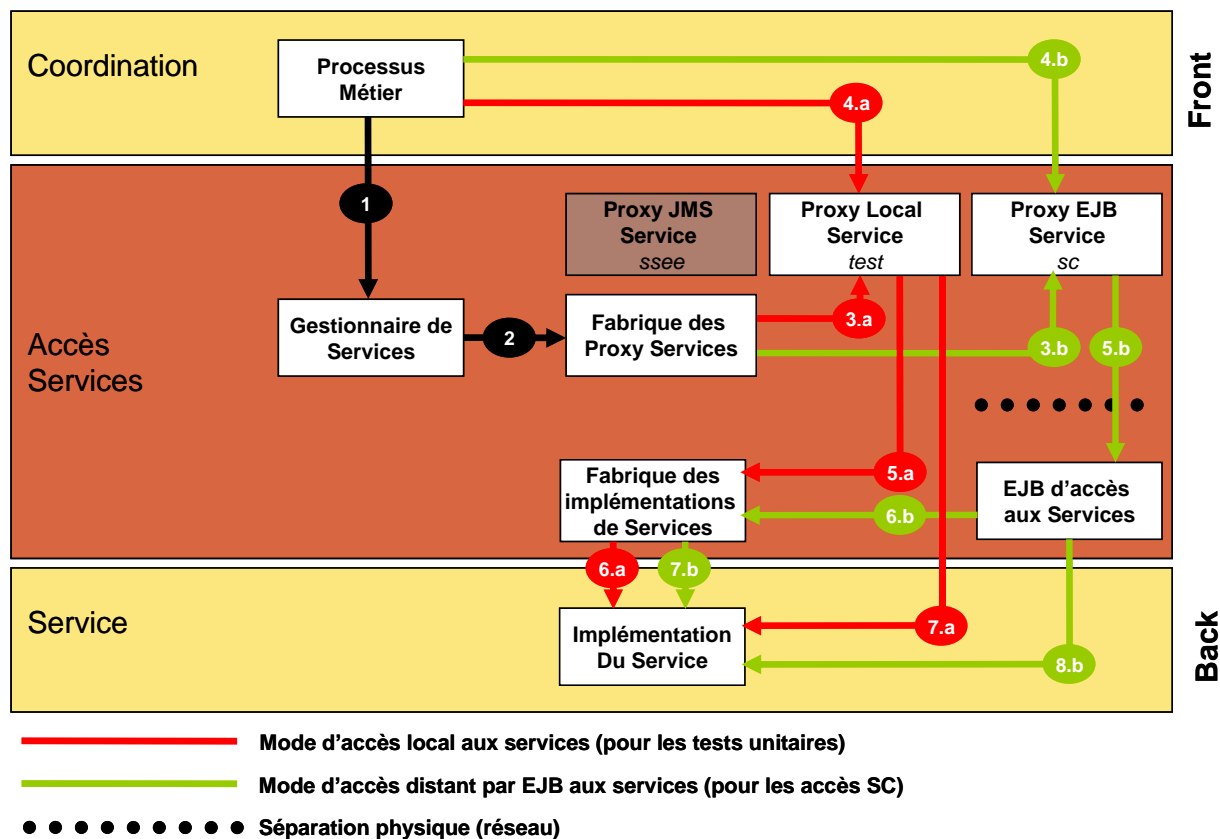 Coordination
Processus
Métier
4.b
4.a
Front
1
Proxy JMS
Service
ssee
Proxy Local
Service
test
Proxy EJB
Service
sc
Accès
Services
Gestionnaire de
Services
2
Fabrique des
Proxy Services
3.a
3.b
5.b
Fabrique des
implémentations
de Services
5.a
6.b
EJB d'accès
aux Services
6.a
7.b
Service
Implémentation
Du Service
7.a
8.b
Back
Mode d'accès local aux services (pour les tests unitaires)
Mode d'accès distant par EJB aux services (pour les accès SC)
Séparation physique (réseau)